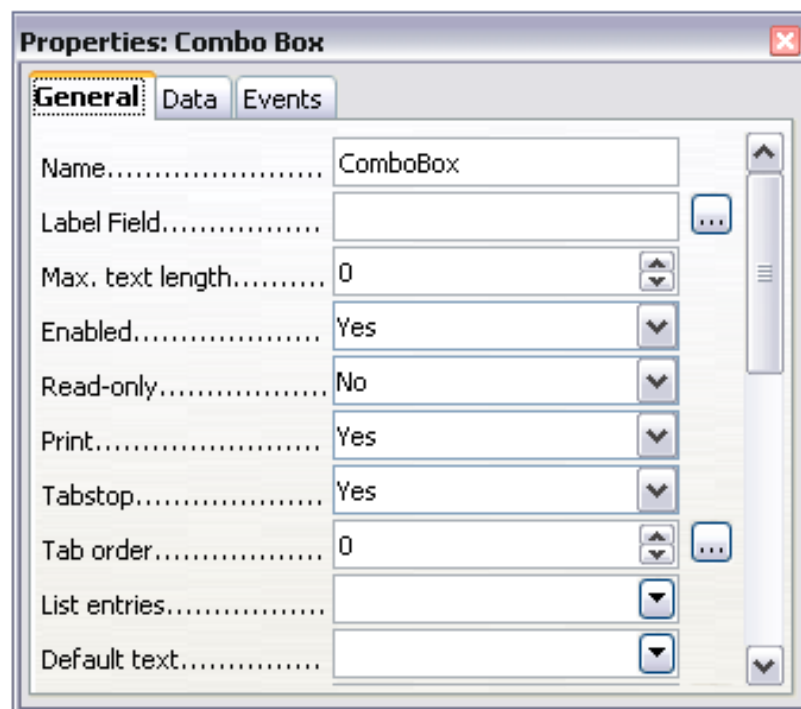 Properties: Combo Box
General Data Events
Name....................... ComboBox
Label Field.................
Max. text length.......... 0
Enabled.................... Yes
Read-only................. No
Print........................ Yes
Tabstop.................... Yes
Tab order.................. 0
List entries................
Default text...............